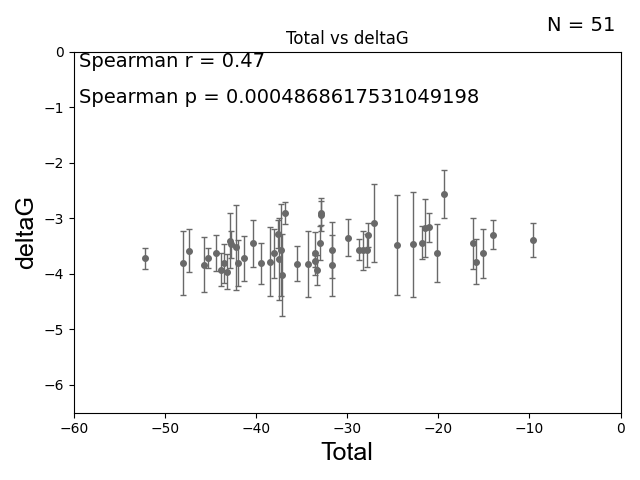 N = 51
Total vs deltaG
Spearman r = 0.47
Spearman p = 0.0004868617531049198
0
−1
−2
−3
−4
−5
−6
deltaG
−60 −50 −40 −30 −20 −10 0
Total